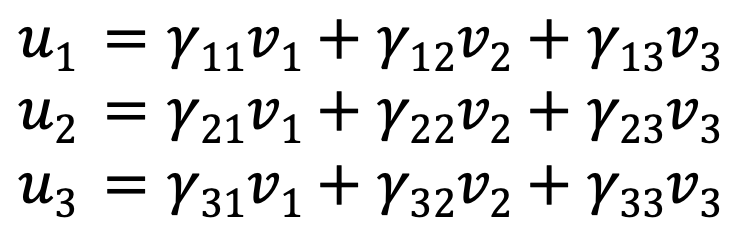 u₁ = γ₁₁v₁ + γ₁₂v₂ + γ₁₃v₃
u₂ = γ₂₁v₁ + γ₂₂v₂ + γ₂₃v₃
u₃ = γ₃₁v₁ + γ₃₂v₂ + γ₃₃v₃